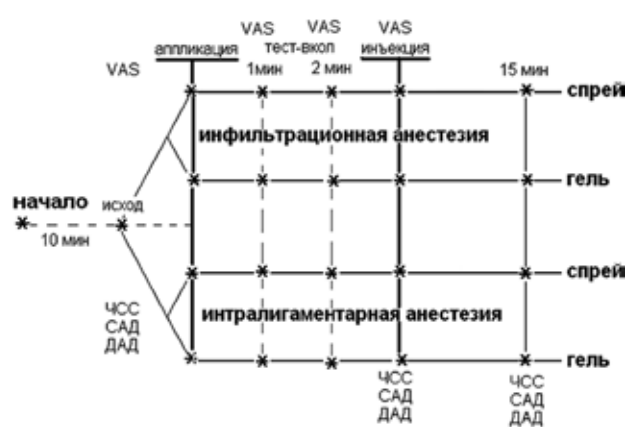 VAS VAS VAS
аппликация тест-вкол инъекция
VAS 1мин 2 мин 15 мин
спрей
инфильтрационная анестезия
гель
начало исход
10 мин
спрей
ЧСС
САД
ДАД
интралигаментарная анестезия
гель
ЧСС ЧСС
САД САД
ДАД ДАД